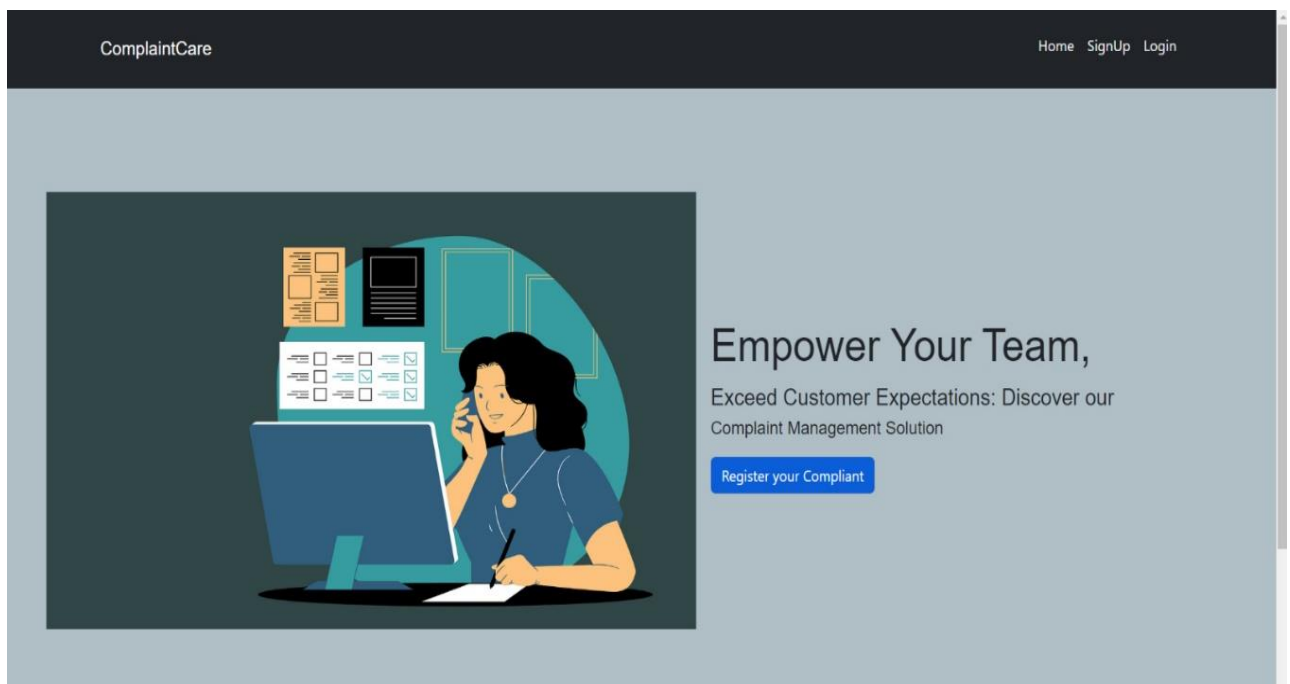 ComplaintCare
Home SignUp Login
Empower Your Team,
Exceed Customer Expectations: Discover our
Complaint Management Solution
Register your Compliant